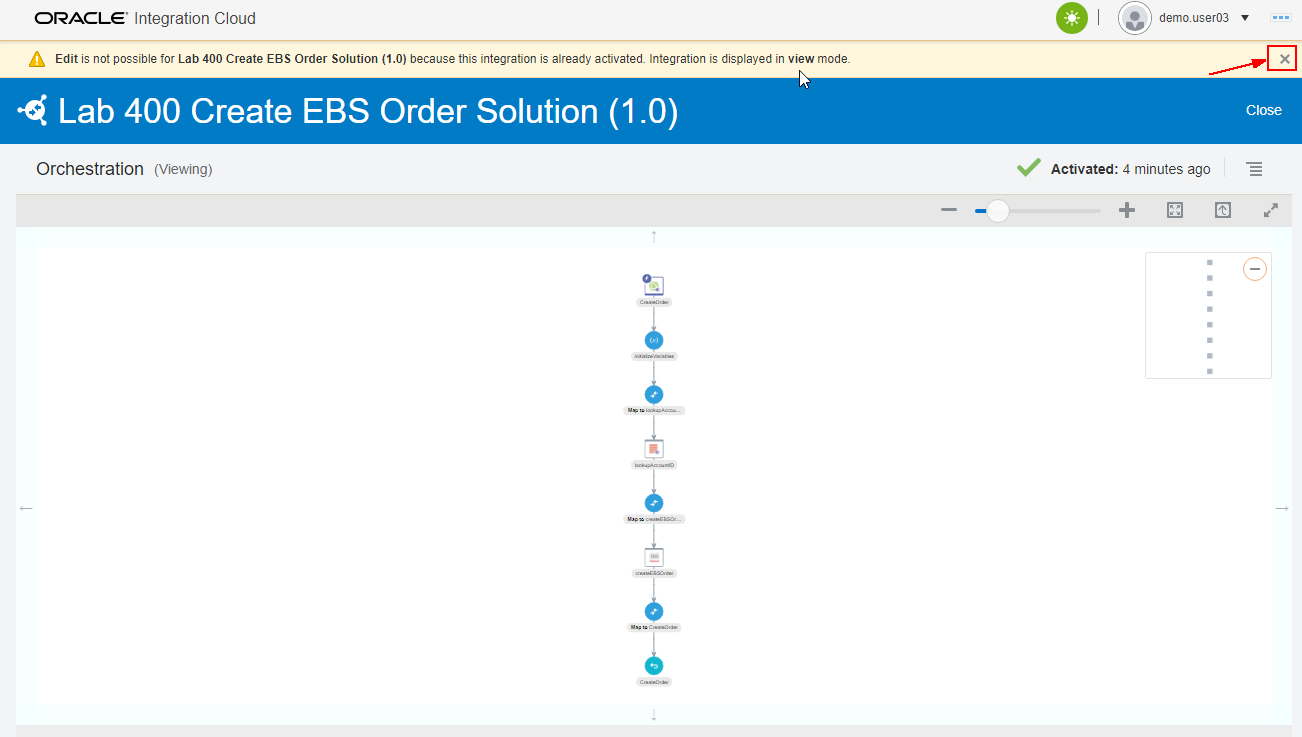 ORACLE Integration Cloud
demo.user03
Edit is not possible for Lab 400 Create EBS Order Solution (1.0) because this integration is already activated. Integration is displayed in view mode.
Lab 400 Create EBS Order Solution (1.0)
Close
Orchestration (Viewing)
Activated: 4 minutes ago
CreateOrder
initializeVariables
Map to lookupAccou...
lookupAccountID
Map to createEBSOr...
createEBSOrder
Map to CreateOrder
CreateOrder